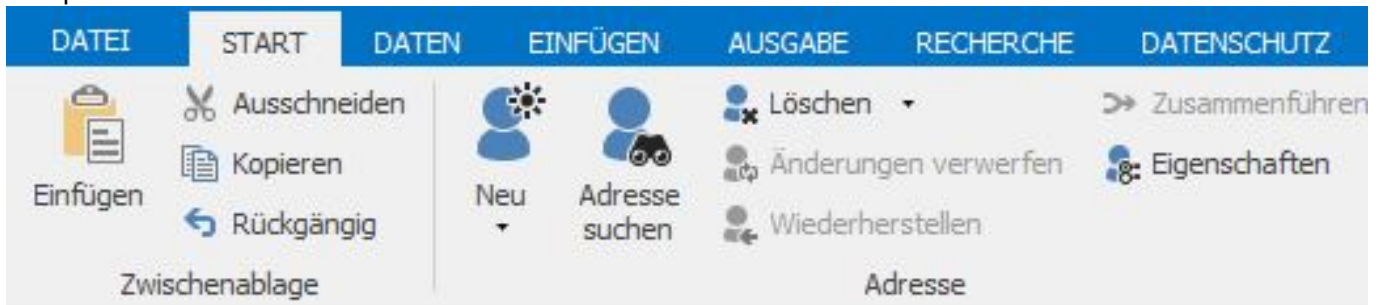 DATEI START DATEN EINFÜGEN AUSGABE RECHERCHE DATENSCHUTZ
Ausschneiden Löschen Zusammenführen
Kopieren Änderungen verwerfen Eigenschaften
Einfügen Neu Adresse
Rückgängig suchen Wiederherstellen
Zwischenablage Adresse